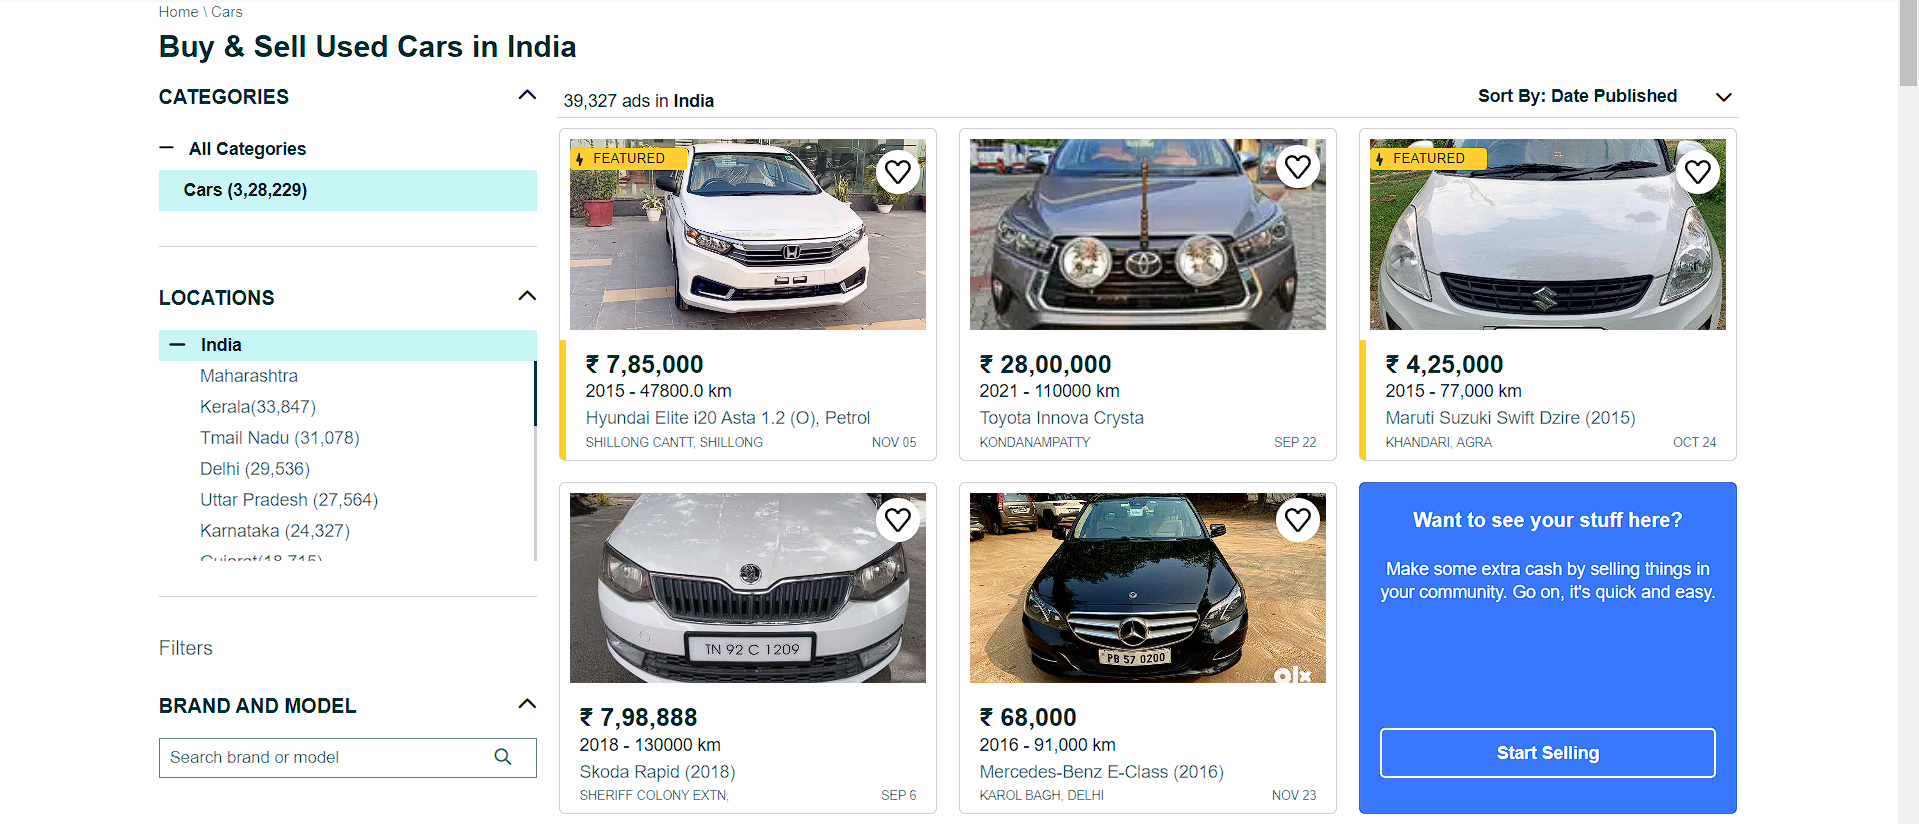 Home \ Cars
Buy & Sell Used Cars in India
CATEGORIES
All Categories
Cars (3,28,229)
LOCATIONS
India
Maharashtra
Kerala(33,847)
Tmail Nadu (31,078)
Delhi (29,536)
Uttar Pradesh (27,564)
Karnataka (24,327)
Gujarat(18,715)
Filters
BRAND AND MODEL
Search brand or model
39,327 ads in India
Sort By: Date Published
FEATURED
₹ 7,85,000
2015 - 47800.0 km
Hyundai Elite i20 Asta 1.2 (O), Petrol
SHILLONG CANTT, SHILLONG NOV 05
₹ 28,00,000
2021 - 110000 km
Toyota Innova Crysta
KONDANAMPATTY SEP 22
FEATURED
₹ 4,25,000
2015 - 77,000 km
Maruti Suzuki Swift Dzire (2015)
KHANDARI, AGRA OCT 24
TN 92 C 1209
₹ 7,98,888
2018 - 130000 km
Skoda Rapid (2018)
SHERIFF COLONY EXTN, SEP 6
PB 57 0200
olx
₹ 68,000
2016 - 91,000 km
Mercedes-Benz E-Class (2016)
KAROL BAGH, DELHI NOV 23
Want to see your stuff here?
Make some extra cash by selling things in
your community. Go on, it's quick and easy.
Start Selling